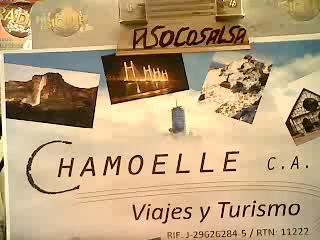 ASOCOSALSA
CHAMOELLE C.A.
Viajes y Turismo
RIF. J-29626284-5 / RTN: 11222